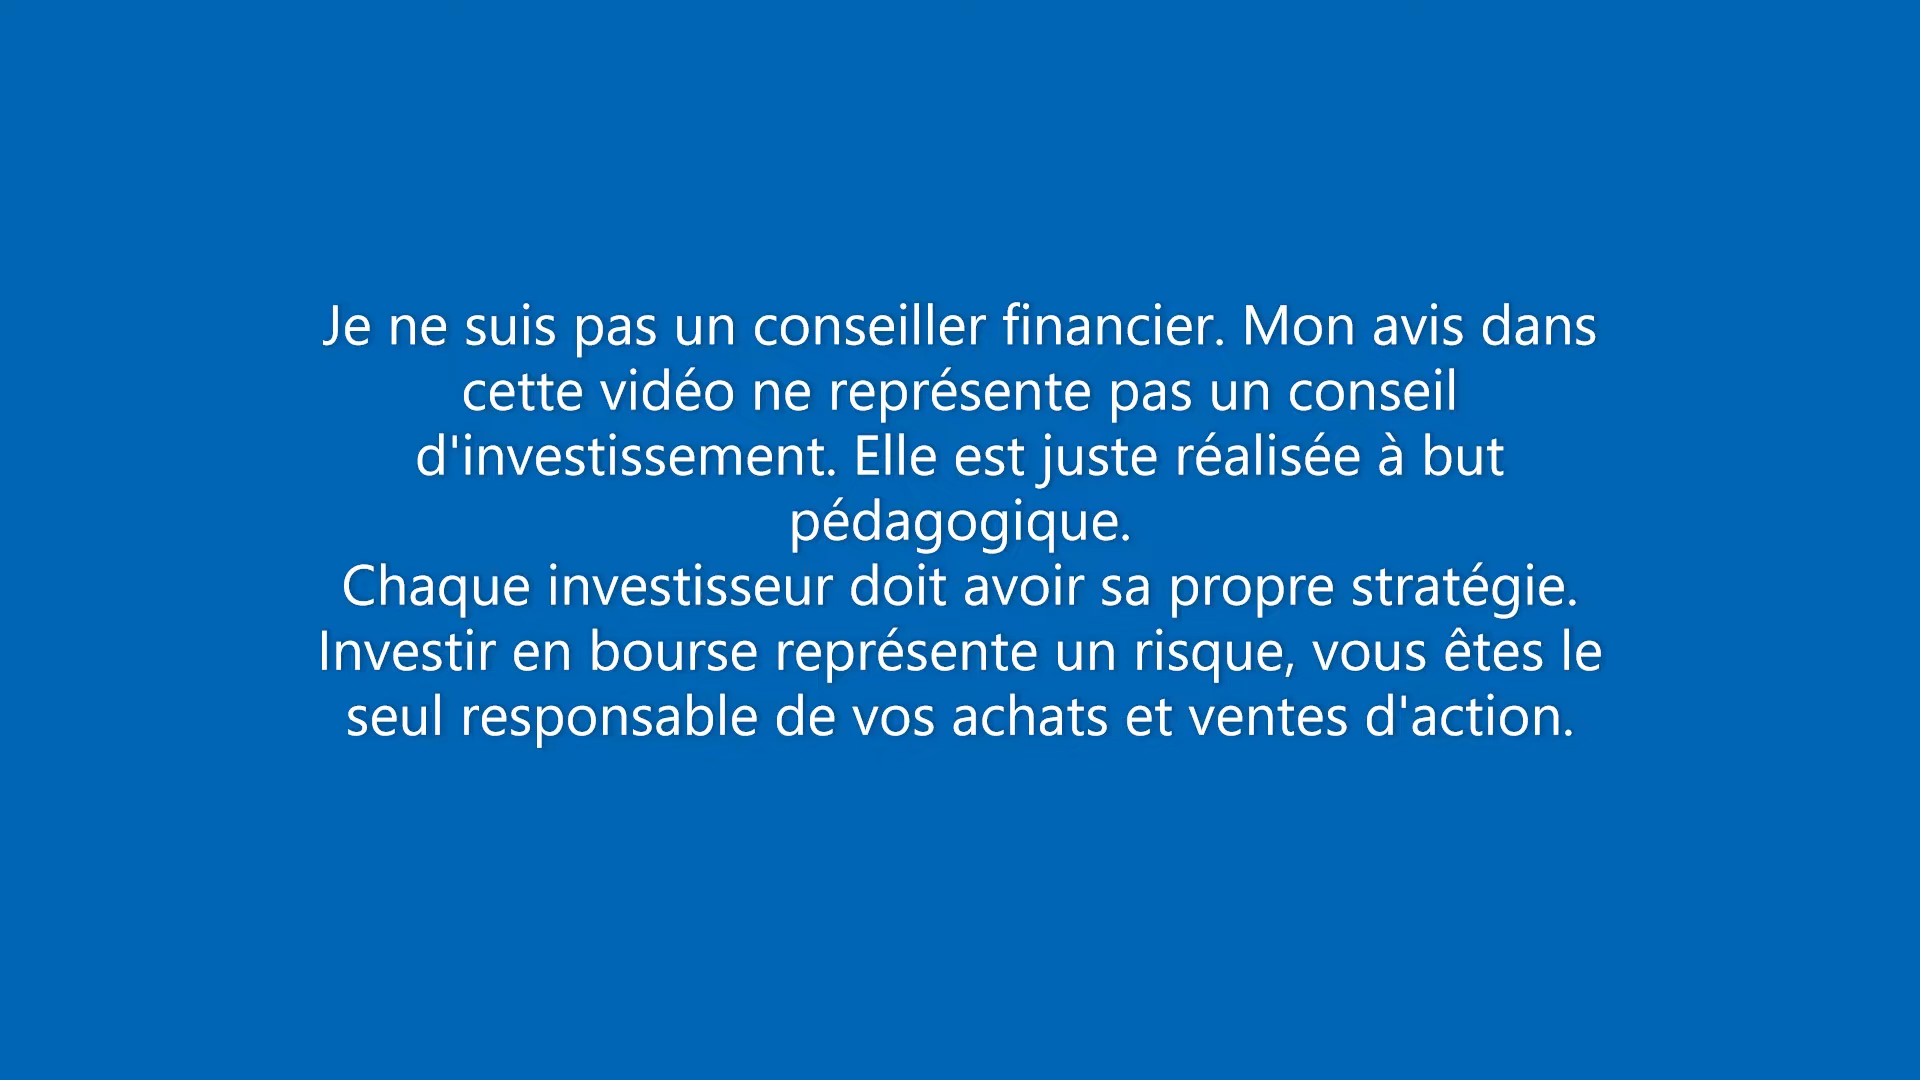 Je ne suis pas un conseiller financier. Mon avis dans
cette vidéo ne représente pas un conseil
d'investissement. Elle est juste réalisée à but
pédagogique.
Chaque investisseur doit avoir sa propre stratégie.
Investir en bourse représente un risque, vous êtes le
seul responsable de vos achats et ventes d'action.